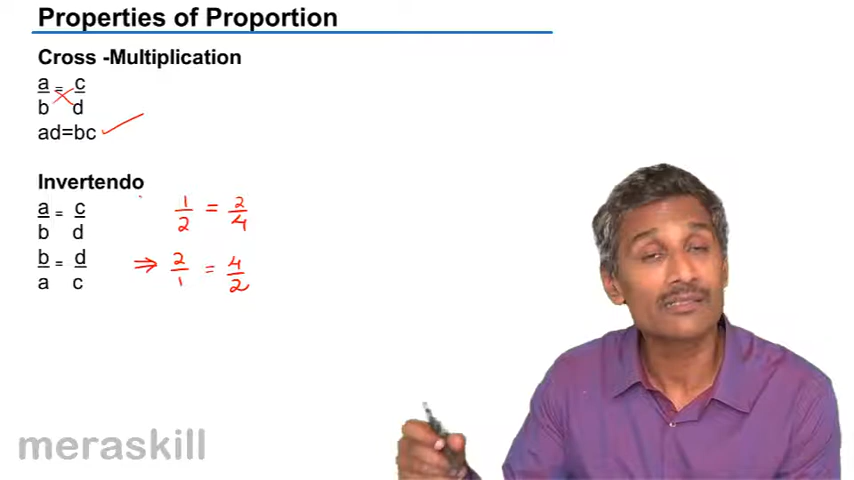 Properties of Proportion
Cross -Multiplication
a = c
b d
ad=bc
Invertendo
a = c
b d
b = d
a c
1/2 = 2/4
⇒ 2/1 = 4/2
meraskill